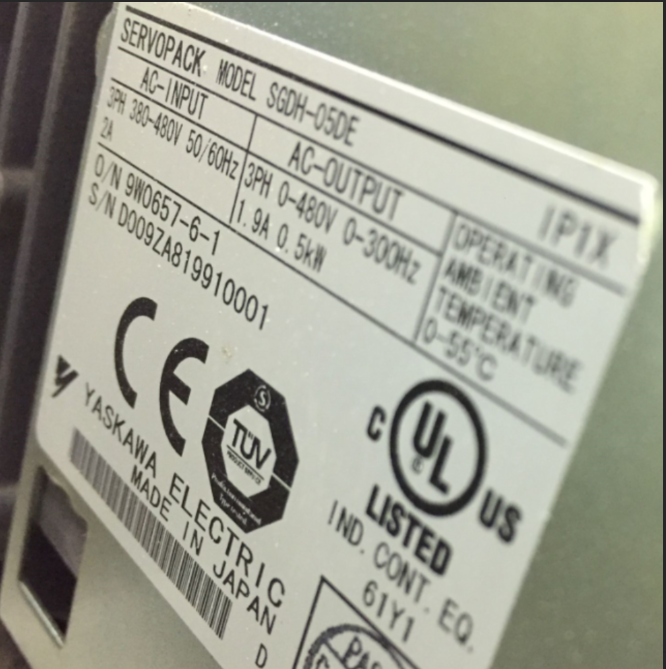 SERVOPACK MODEL SGDH-05DE
IP1X
AC-INPUT
3PH 380-480V 50/60Hz
2A
AC-OUTPUT
3PH 0-480V 0-300Hz
1.9A 0.5kW
OPERATING
AMBIENT
TEMPERATURE
0-55°C
O/N 9W0657-6-1
S/N D009ZA819910001
CE
S
TÜV
C UL US
LISTED
IND. CONT. EQ.
61Y1
YASKAWA ELECTRIC
MADE IN JAPAN
D